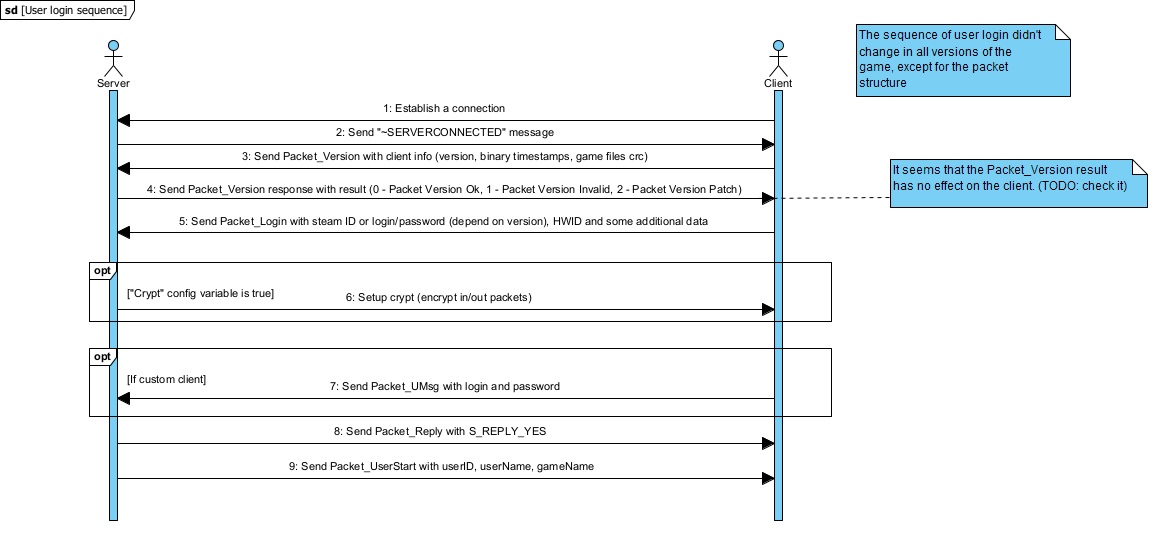 sd [User login sequence]
The sequence of user login didn't
change in all versions of the
game, except for the packet
structure
Server
Client
1: Establish a connection
2: Send "~SERVERCONNECTED" message
3: Send Packet_Version with client info (version, binary timestamps, game files crc)
It seems that the Packet_Version result
has no effect on the client. (TODO: check it)
4: Send Packet_Version response with result (0 - Packet Version Ok, 1 - Packet Version Invalid, 2 - Packet Version Patch)
5: Send Packet_Login with steam ID or login/password (depend on version), HWID and some additional data
opt
["Crypt" config variable is true]
6: Setup crypt (encrypt in/out packets)
opt
[If custom client]
7: Send Packet_UMsg with login and password
8: Send Packet_Reply with S_REPLY_YES
9: Send Packet_UserStart with userID, userName, gameName